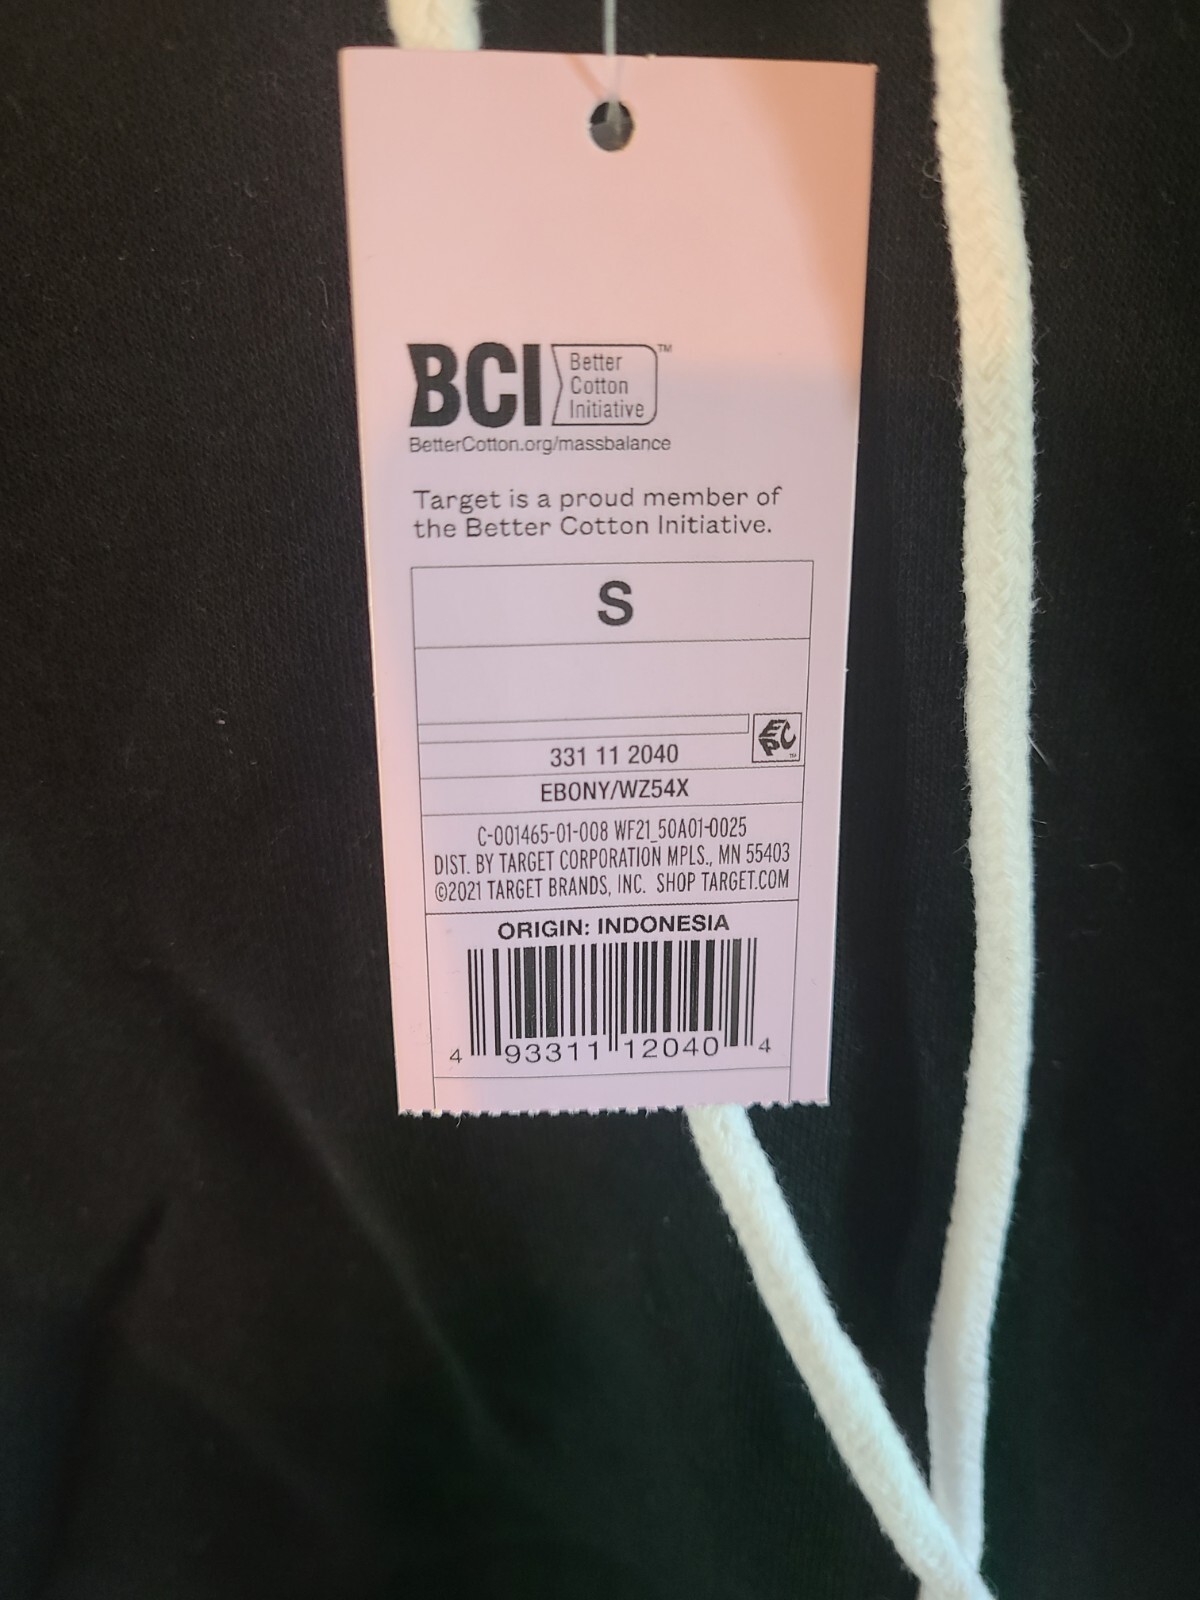 BCI Better Cotton Initiative™
BetterCotton.org/massbalance
Target is a proud member of
the Better Cotton Initiative.
S
EPC™
331 11 2040
EBONY/WZ54X
C-001465-01-008 WF21_50A01-0025
DIST. BY TARGET CORPORATION MPLS., MN 55403
©2021 TARGET BRANDS, INC. SHOP TARGET.COM
ORIGIN: INDONESIA
4 93311 12040 4